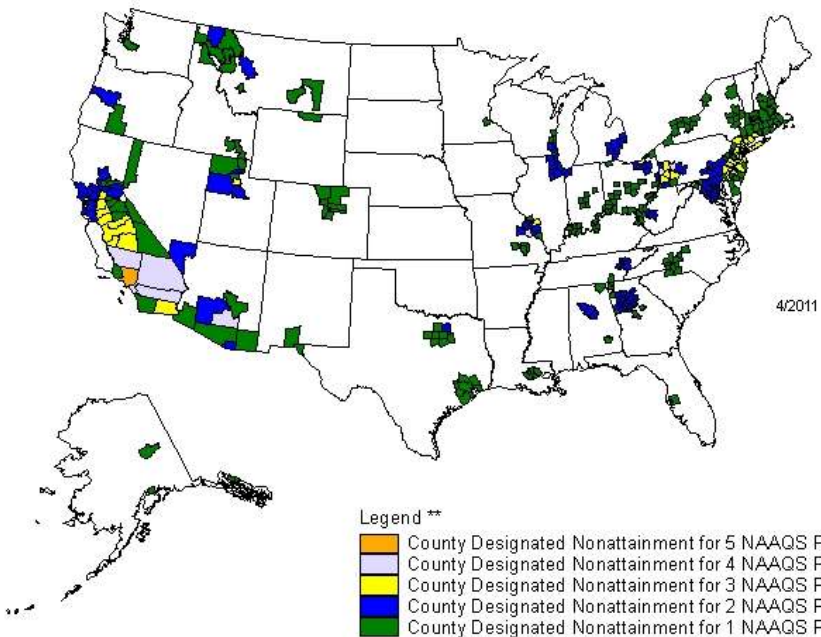 4/2011
Legend **
County Designated Nonattainment for 5 NAAQS P
County Designated Nonattainment for 4 NAAQS P
County Designated Nonattainment for 3 NAAQS P
County Designated Nonattainment for 2 NAAQS P
County Designated Nonattainment for 1 NAAQS P